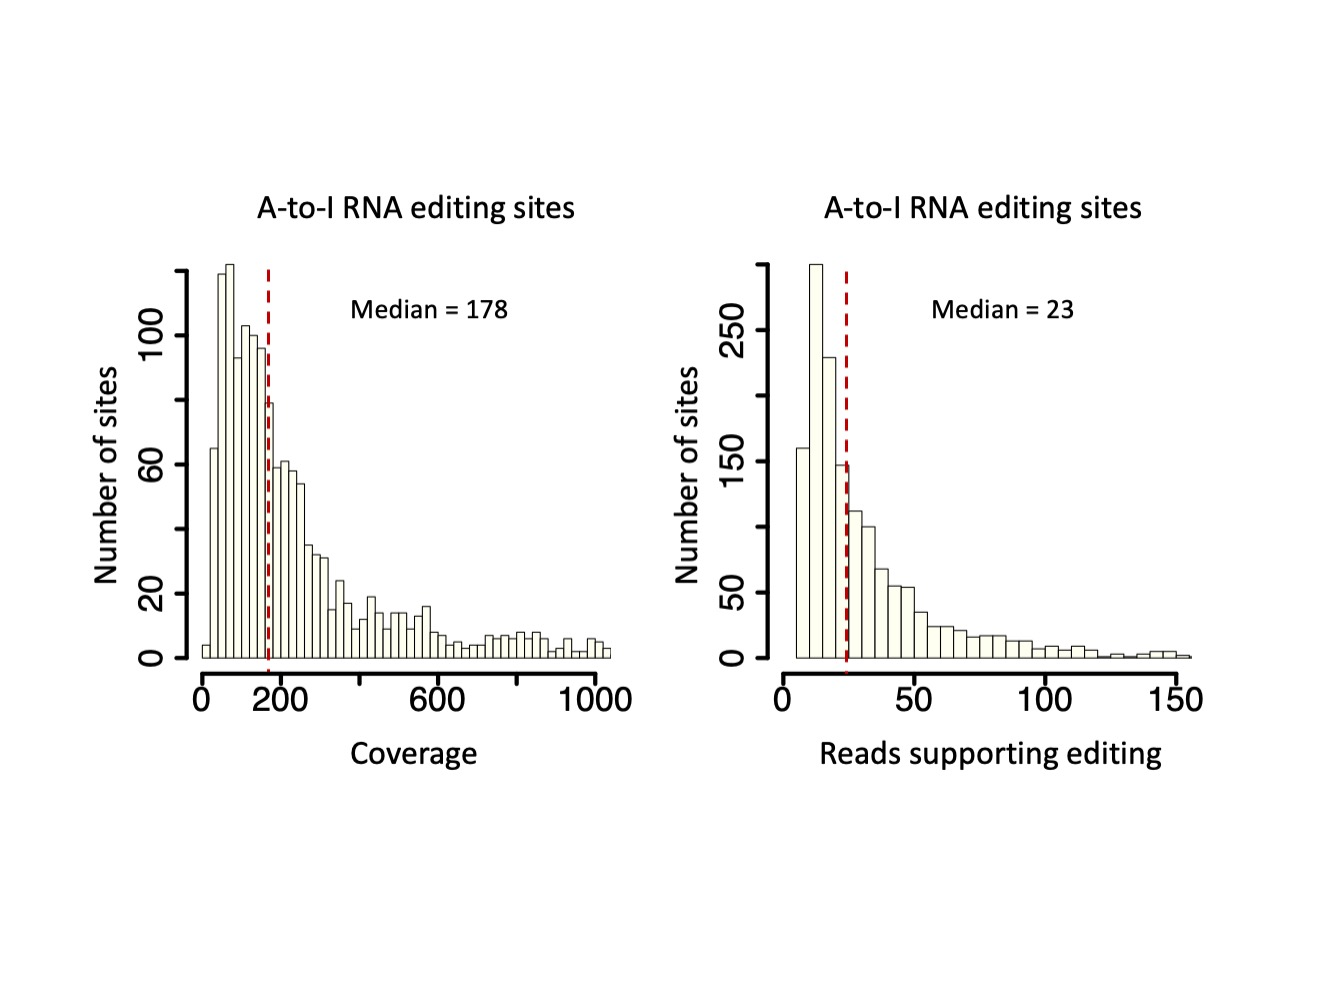 A-to-I RNA editing sites
Median = 178
Number of sites
100
60
20
0
0 200 600 1000
Coverage
A-to-I RNA editing sites
Median = 23
Number of sites
250
150
50
0
0 50 100 150
Reads supporting editing